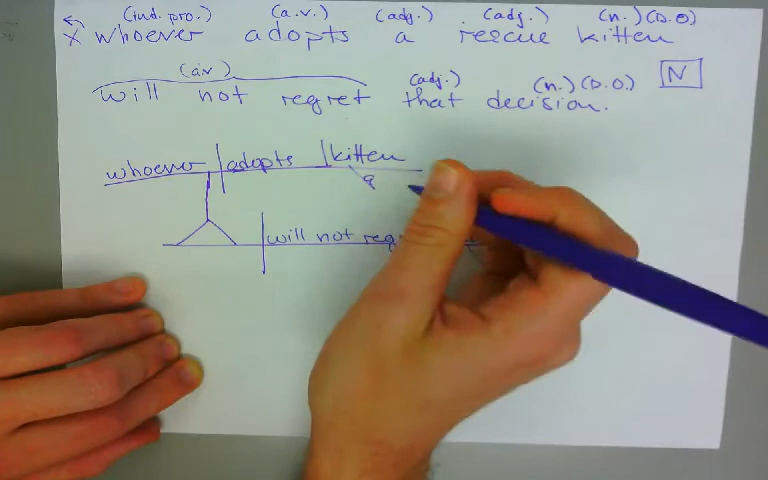 (ind. pro.) (a.v.) (adj.) (adj.) (n.) (D.O)
x whoever adopts a rescue kitten
(av) (adj.) (n.) (D.O.)
will not regret that decision. N
whoever adopts kitten
a
will not reg